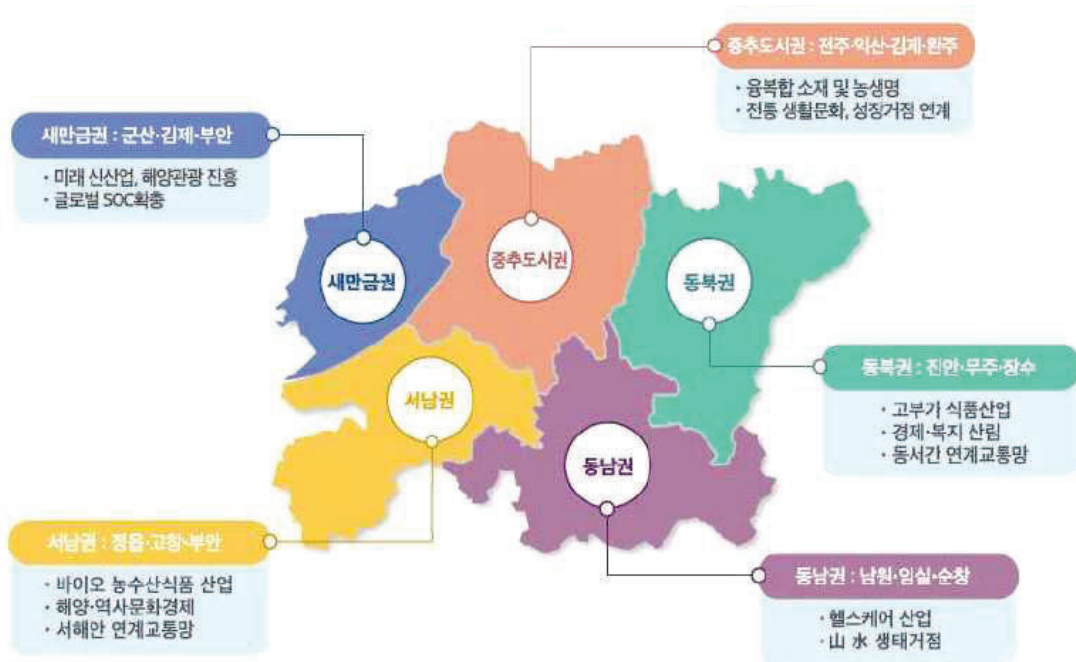 중추도시권 : 전주·익산·김제·완주
· 융복합 소재 및 농생명
· 전통 생활문화, 성장거점 연계
새만금권 : 군산·김제·부안
· 미래 신산업, 해양관광 진흥
· 글로벌 SOC확충
새만금권
중추도시권
동북권
동북권 : 진안·무주·장수
· 고부가 식품산업
· 경제·복지 산림
· 동서간 연계교통망
서남권
동남권
서남권 : 정읍·고창·부안
· 바이오 농수산식품 산업
· 해양·역사문화경제
· 서해안 연계교통망
동남권 : 남원·임실·순창
· 헬스케어 산업
· 山 水 생태거점